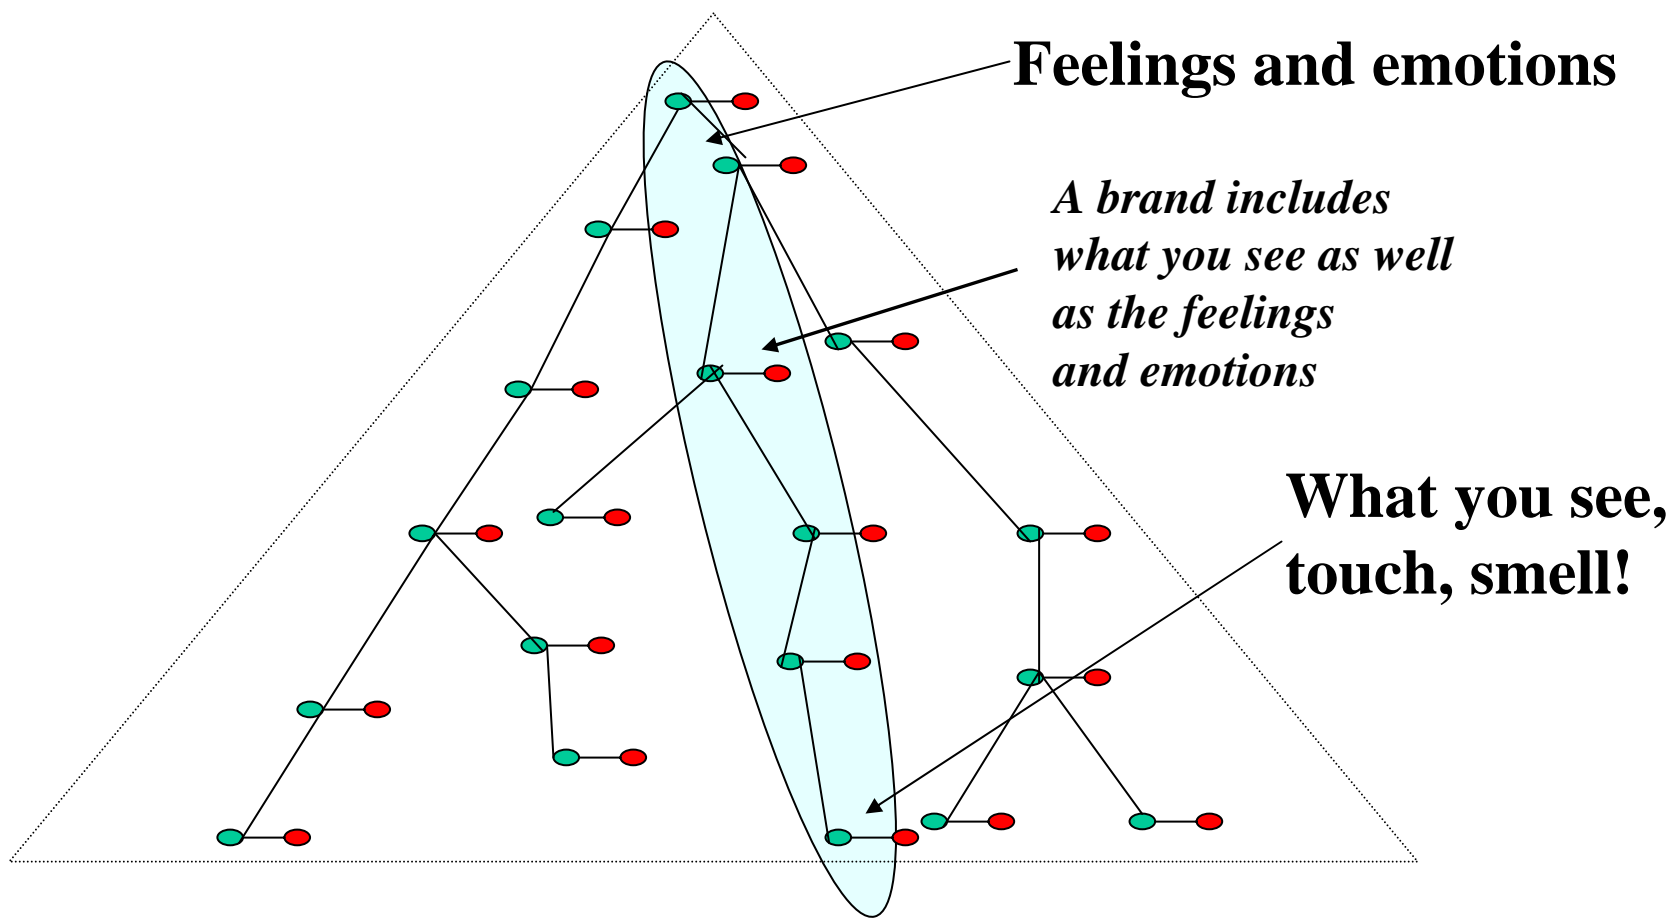 Feelings and emotions
A brand includes
what you see as well
as the feelings
and emotions
What you see,
touch, smell!